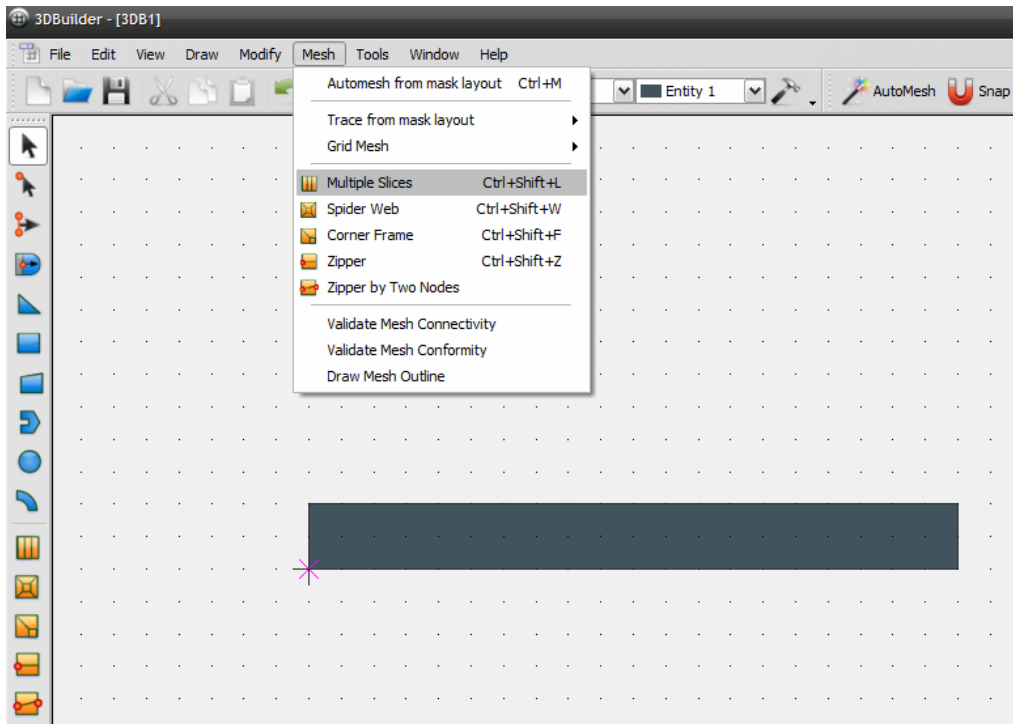 3DBuilder - [3DB1]
File Edit View Draw Modify Mesh Tools Window Help
Entity 1 AutoMesh Snap
Automesh from mask layout Ctrl+M
Trace from mask layout
Grid Mesh
Multiple Slices Ctrl+Shift+L
Spider Web Ctrl+Shift+W
Corner Frame Ctrl+Shift+F
Zipper Ctrl+Shift+Z
Zipper by Two Nodes
Validate Mesh Connectivity
Validate Mesh Conformity
Draw Mesh Outline